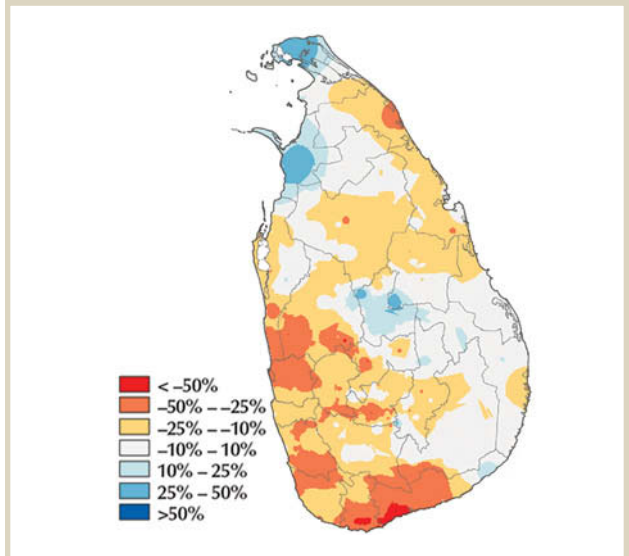 < –50%
–50% – –25%
–25% – –10%
–10% – 10%
10% – 25%
25% – 50%
>50%